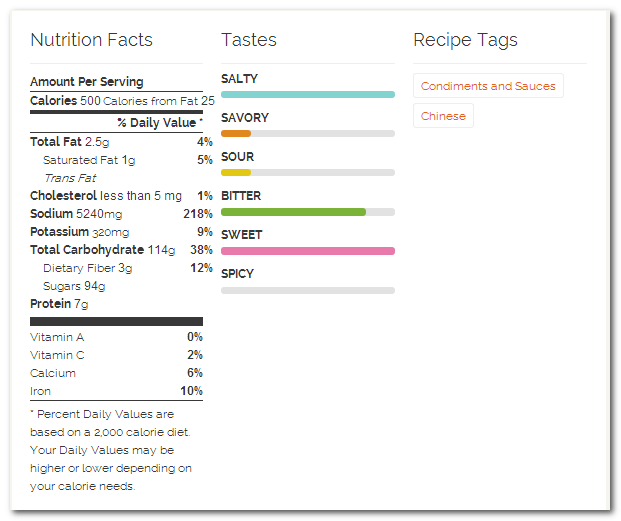 Nutrition Facts
Amount Per Serving
Calories 500 Calories from Fat 25
% Daily Value *
Total Fat 2.5g 4%
Saturated Fat 1g 5%
Trans Fat
Cholesterol less than 5 mg 1%
Sodium 5240mg 218%
Potassium 320mg 9%
Total Carbohydrate 114g 38%
Dietary Fiber 3g 12%
Sugars 94g
Protein 7g
Vitamin A 0%
Vitamin C 2%
Calcium 6%
Iron 10%
* Percent Daily Values are
based on a 2,000 calorie diet.
Your Daily Values may be
higher or lower depending on
your calorie needs.
Tastes
SALTY
SAVORY
SOUR
BITTER
SWEET
SPICY
Recipe Tags
Condiments and Sauces
Chinese